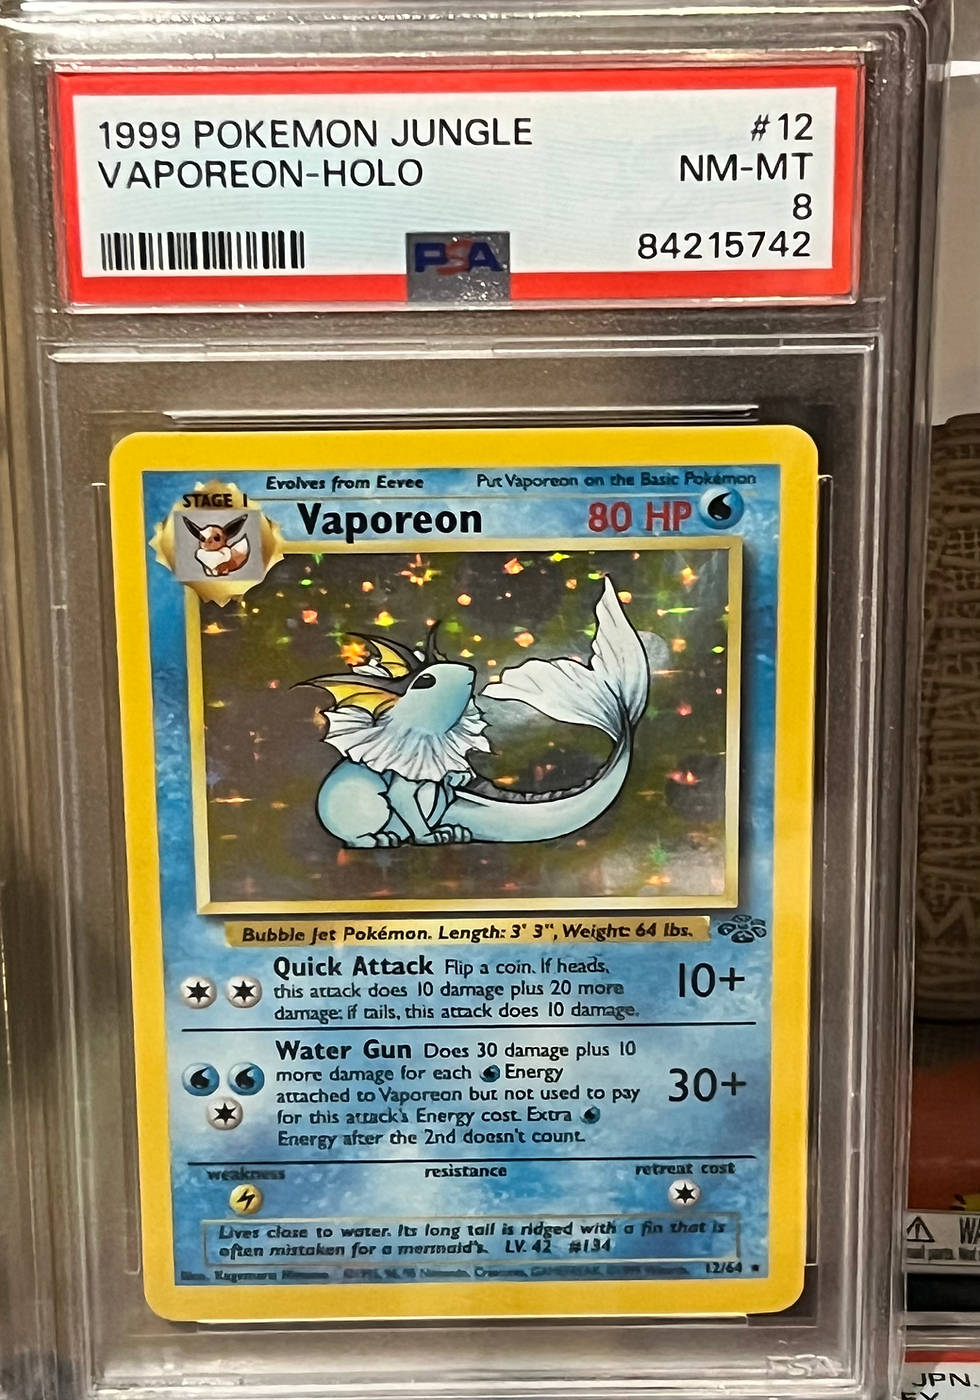 1999 POKEMON JUNGLE #12
VAPOREON-HOLO NM-MT
8
PSA 84215742
Evolves from Eevee Put Vaporeon on the Basic Pokémon
STAGE 1
Vaporeon 80 HP
Bubble Jet Pokémon. Length: 3' 3", Weight: 64 lbs.
Quick Attack Flip a coin. If heads,
this attack does 10 damage plus 20 more
damage; if tails, this attack does 10 damage.
10+
Water Gun Does 30 damage plus 10
more damage for each Energy
attached to Vaporeon but not used to pay
for this attack's Energy cost. Extra
Energy after the 2nd doesn't count.
30+
weakness resistance retreat cost
Lives close to water. Its long tail is ridged with a fin that is
often mistaken for a mermaid's. LV. 42 #134
12/64
WA
JPN.